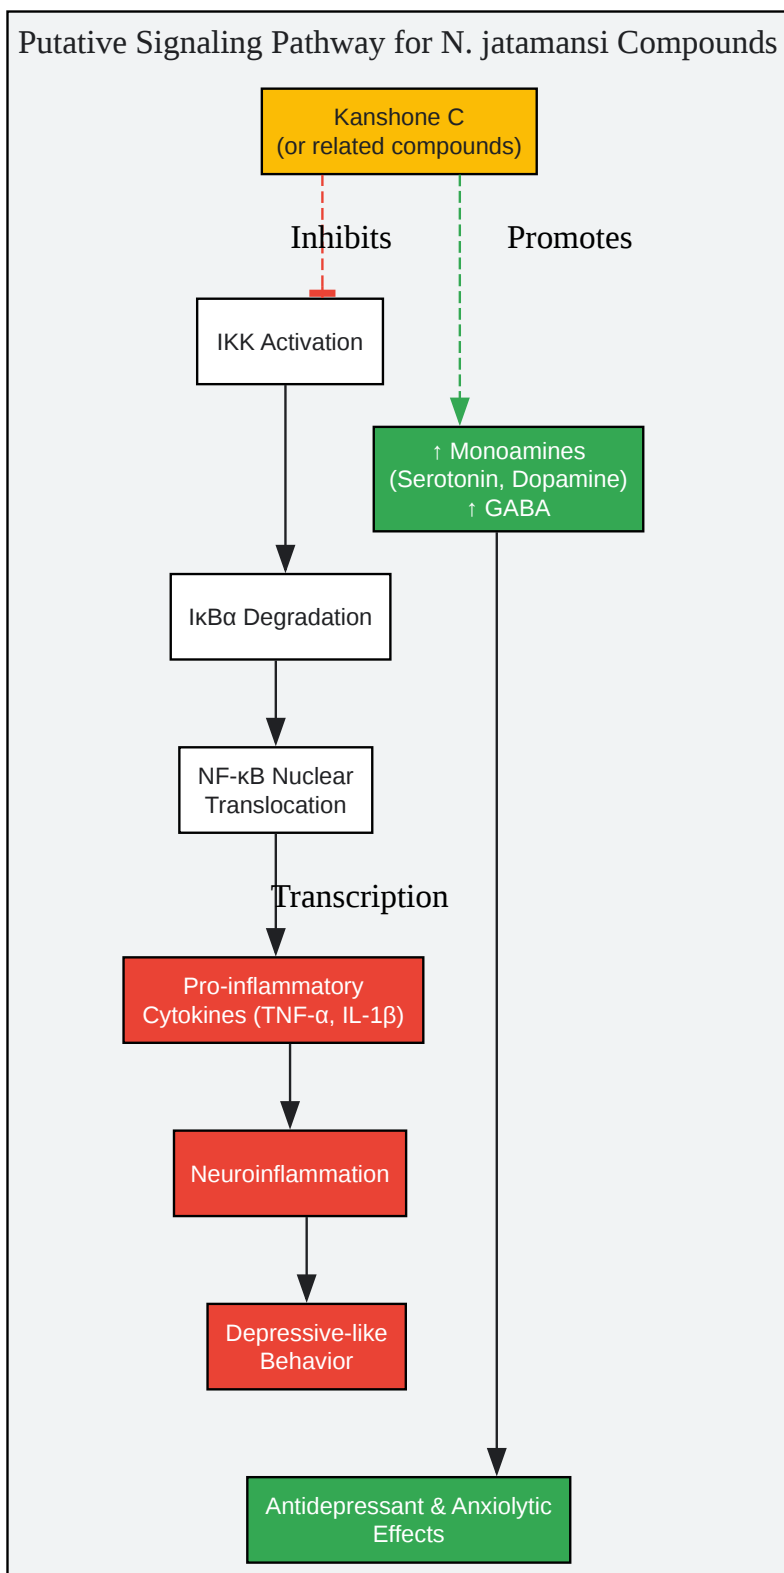 Putative Signaling Pathway for N. jatamansi Compounds
Kanshone C
(or related compounds)
Inhibits
Promotes
IKK Activation
↑ Monoamines
(Serotonin, Dopamine)
↑ GABA
IκBα Degradation
NF-κB Nuclear
Translocation
Transcription
Pro-inflammatory
Cytokines (TNF-α, IL-1β)
Neuroinflammation
Depressive-like
Behavior
Antidepressant & Anxiolytic
Effects